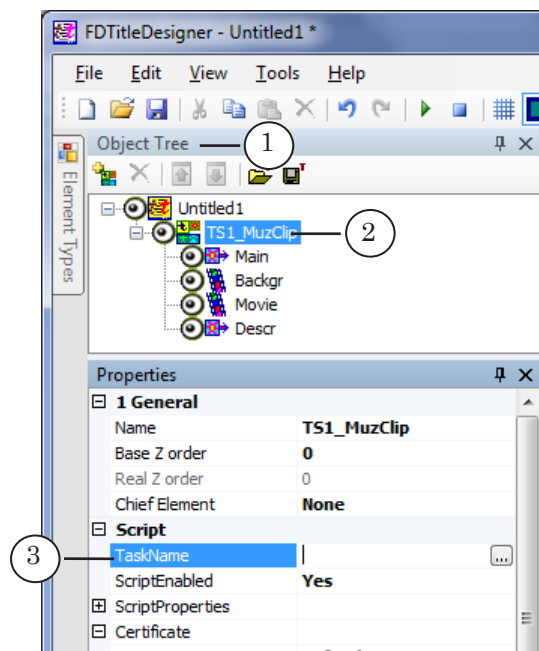 FDTitleDesigner - Untitled1 *
File Edit View Tools Help
Object Tree 1
Element Types
Untitled1
TS1_MuzClip 2
Main
Backgr
Movie
Descr
Properties
1 General
Name TS1_MuzClip
Base Z order 0
Real Z order 0
Chief Element None
Script
3 TaskName ...
ScriptEnabled Yes
ScriptProperties
Certificate